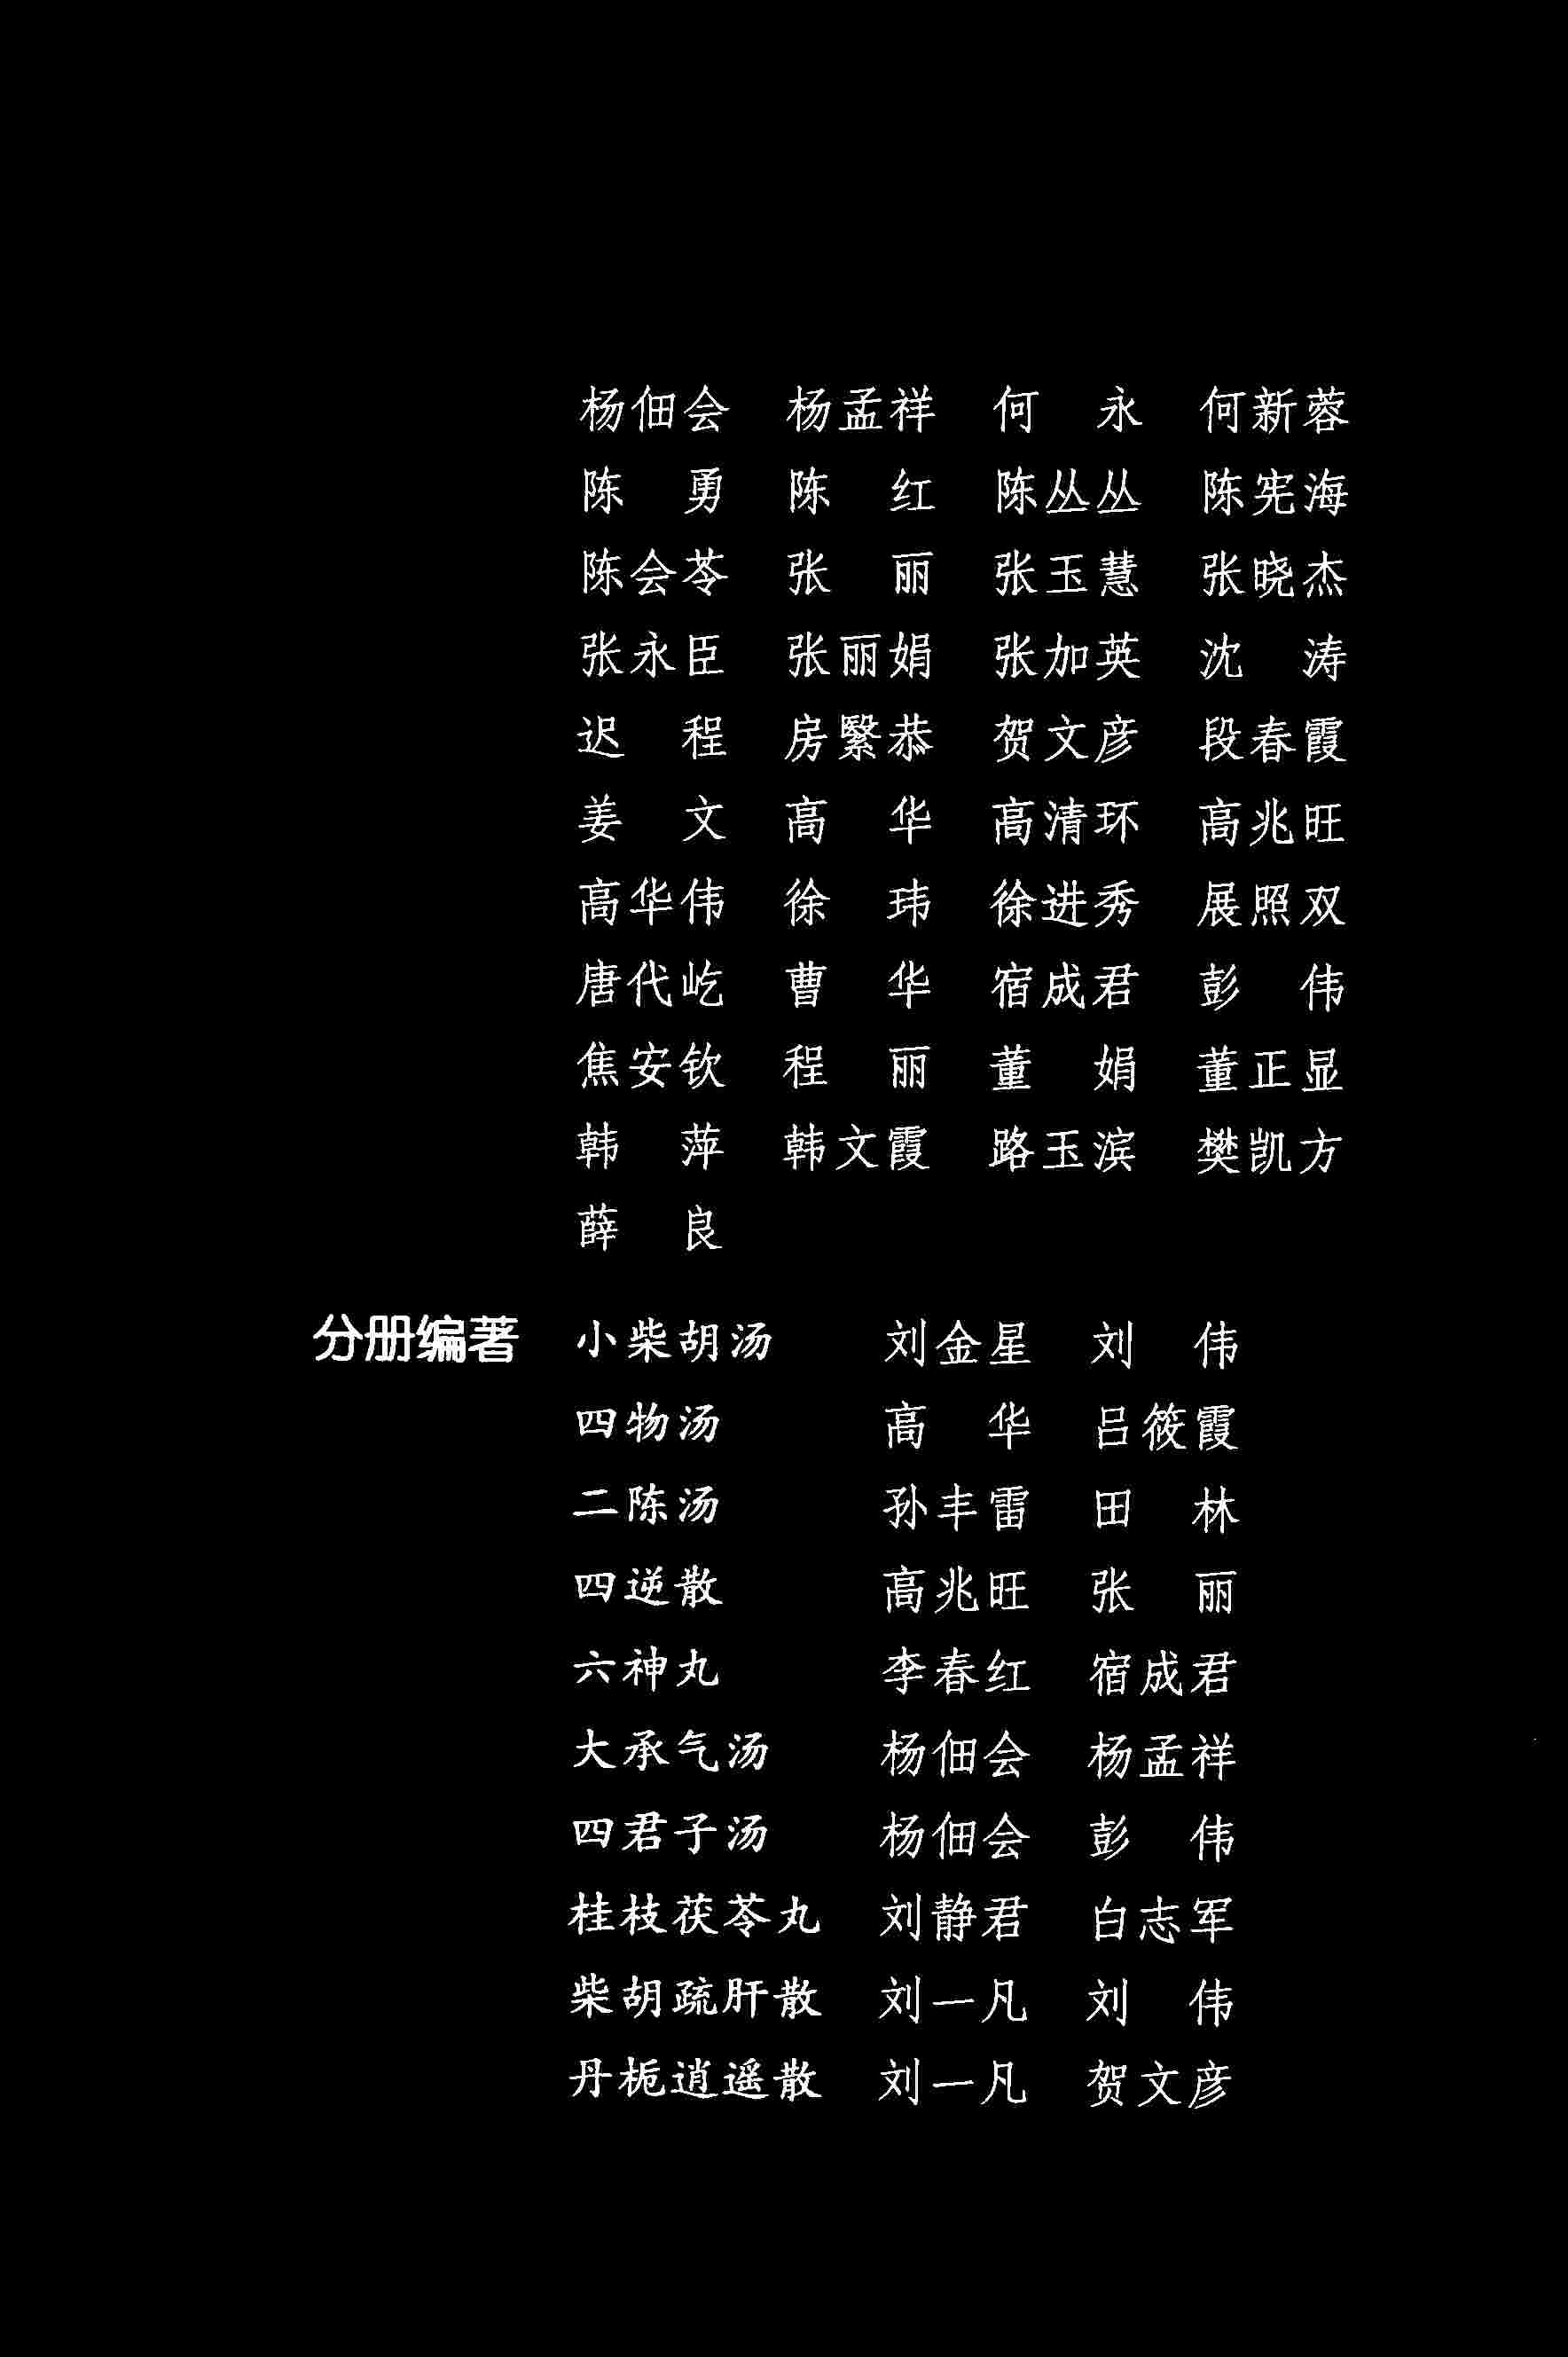 杨佃会 杨孟祥 何 永 何新蓉
陈 勇 陈 红 陈丛丛 陈宪海
陈会苓 张 丽 张玉慧 张晓杰
张永臣 张丽娟 张加英 沈 涛
迟 程 房繄恭 贺文彦 段春霞
姜 文 高 华 高清环 高兆旺
高华伟 徐 玮 徐进秀 展照双
唐代屹 曹 华 宿成君 彭 伟
焦安钦 程 丽 董 娟 董正显
韩 萍 韩文霞 路玉滨 樊凯方
薛 良
分册编著 小柴胡汤 刘金星 刘 伟
四物汤 高 华 吕筱霞
二陈汤 孙丰雷 田 林
四逆散 高兆旺 张 丽
六神丸 李春红 宿成君
大承气汤 杨佃会 杨孟祥
四君子汤 杨佃会 彭 伟
桂枝茯苓丸 刘静君 白志军
柴胡疏肝散 刘一凡 刘 伟
丹栀逍遥散 刘一凡 贺文彦